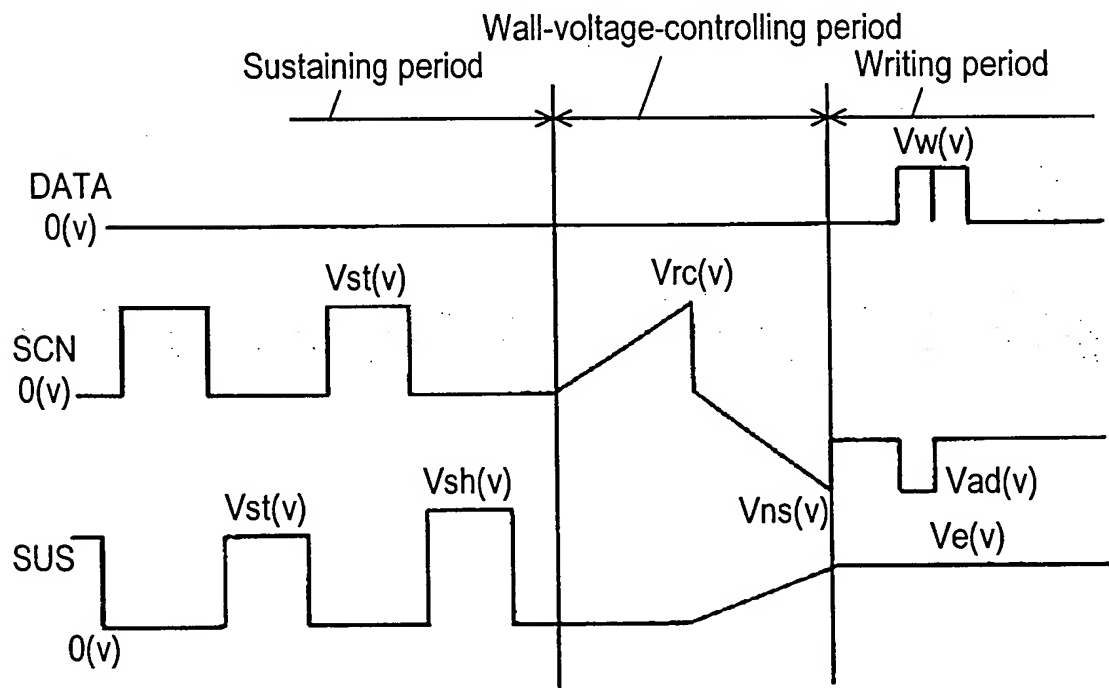 Wall-voltage-controlling period
Sustaining period
Writing period
Vw(v)
DATA
0(v)
Vst(v)
Vrc(v)
SCN
0(v)
Vsh(v)
Vst(v)
Vns(v)
Vad(v)
Ve(v)
SUS
0(v)